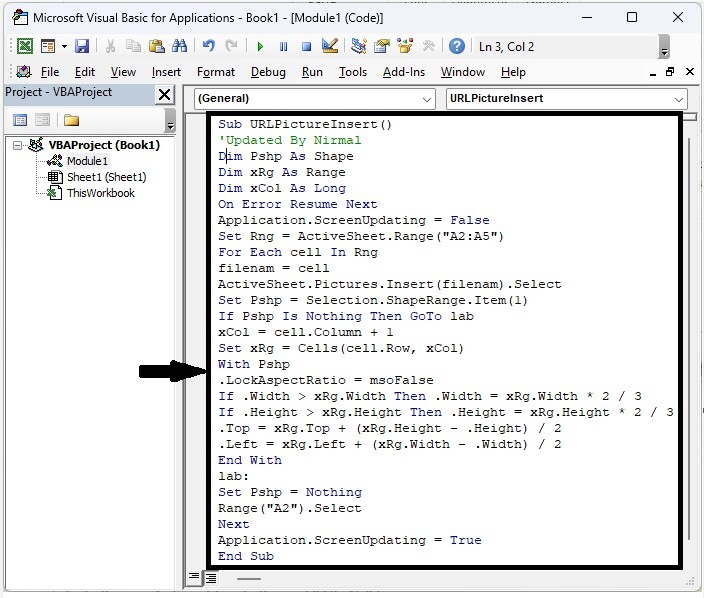 Microsoft Visual Basic for Applications - Book1 - [Module1 (Code)]
Ln 3, Col 2
File Edit View Insert Format Debug Run Tools Add-Ins Window Help
Project - VBAProject
VBAProject (Book1)
Module1
Sheet1 (Sheet1)
ThisWorkbook
(General) URLPictureInsert
Sub URLPictureInsert()
'Updated By Nirmal
Dim Pshp As Shape
Dim xRg As Range
Dim xCol As Long
On Error Resume Next
Application.ScreenUpdating = False
Set Rng = ActiveSheet.Range("A2:A5")
For Each cell In Rng
filenam = cell
ActiveSheet.Pictures.Insert(filenam).Select
Set Pshp = Selection.ShapeRange.Item(1)
If Pshp Is Nothing Then GoTo lab
xCol = cell.Column + 1
Set xRg = Cells(cell.Row, xCol)
With Pshp
.LockAspectRatio = msoFalse
If .Width > xRg.Width Then .Width = xRg.Width * 2 / 3
If .Height > xRg.Height Then .Height = xRg.Height * 2 / 3
.Top = xRg.Top + (xRg.Height - .Height) / 2
.Left = xRg.Left + (xRg.Width - .Width) / 2
End With
lab:
Set Pshp = Nothing
Range("A2").Select
Next
Application.ScreenUpdating = True
End Sub